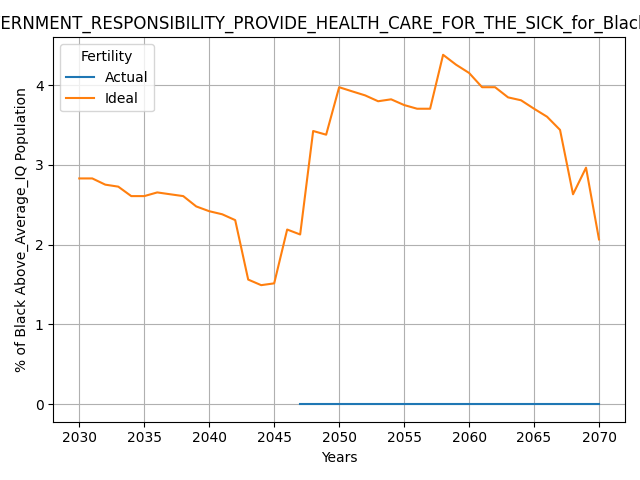 ERNMENT_RESPONSIBILITY_PROVIDE_HEALTH_CARE_FOR_THE_SICK_for_Black
Fertility
Actual
Ideal
% of Black Above_Average_IQ Population
4
3
2
1
0
2030 2035 2040 2045 2050 2055 2060 2065 2070
Years